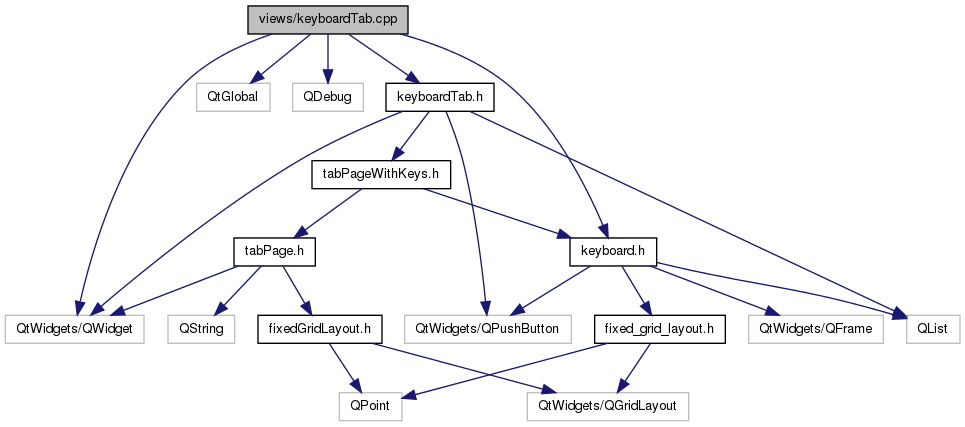 views/keyboardTab.cpp
QtGlobal
QDebug
keyboardTab.h
tabPageWithKeys.h
tabPage.h
keyboard.h
QtWidgets/QWidget
QString
fixedGridLayout.h
QtWidgets/QPushButton
fixed_grid_layout.h
QtWidgets/QFrame
QList
QPoint
QtWidgets/QGridLayout